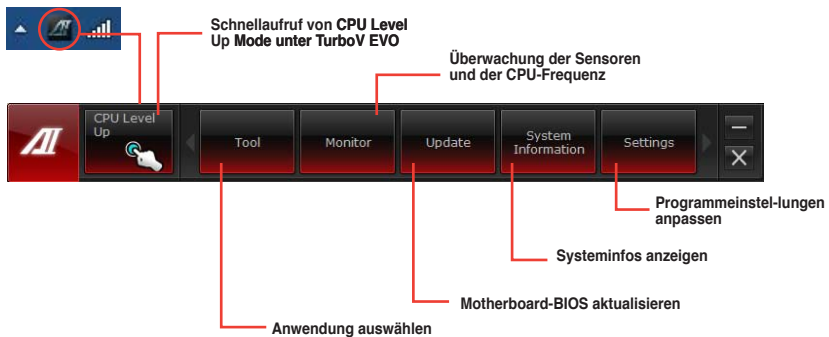 Schnellaufruf von CPU Level
Up Mode unter TurboV EVO
Überwachung der Sensoren
und der CPU-Frequenz
CPU Level
Up
Tool
Monitor
Update
System
Information
Settings
Programmeinstel-lungen
anpassen
Systeminfos anzeigen
Motherboard-BIOS aktualisieren
Anwendung auswählen